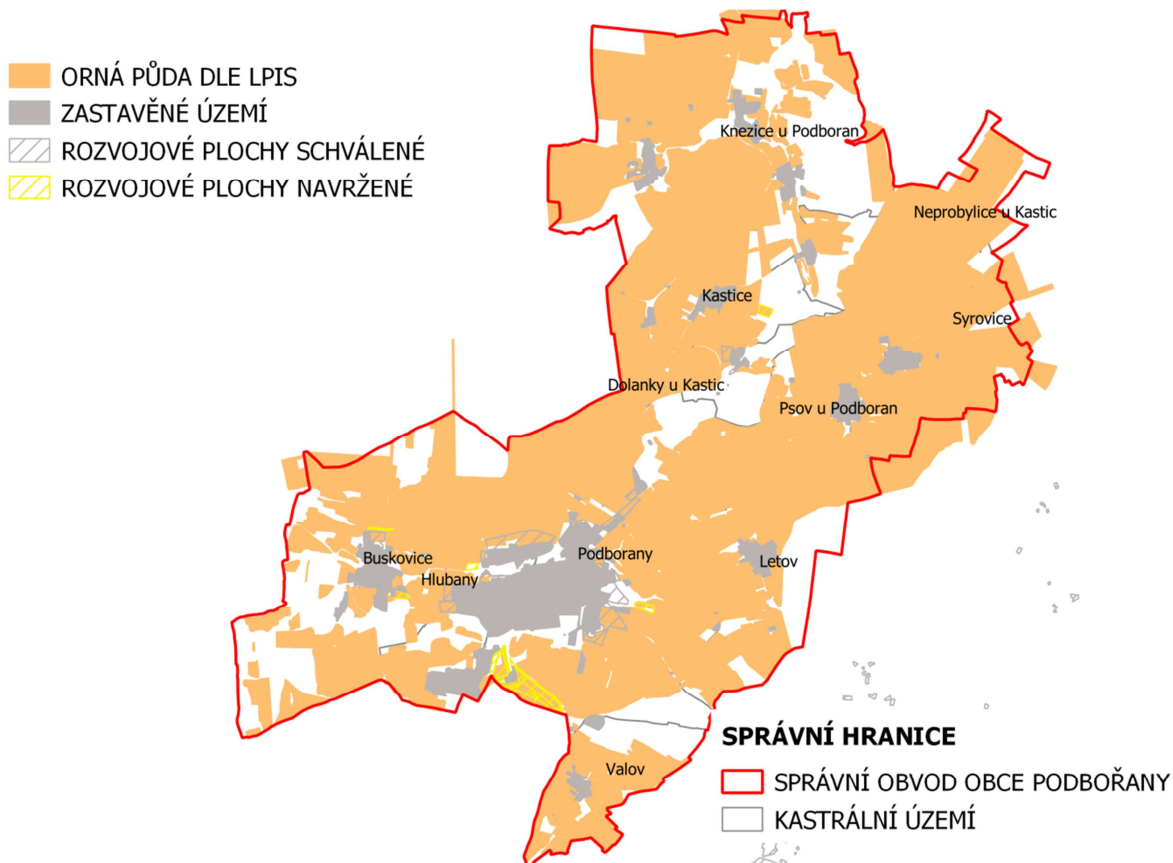 ORNÁ PŮDA DLE LPIS
ZASTAVĚNÉ ÚZEMÍ
ROZVOJOVÉ PLOCHY SCHVÁLENÉ
ROZVOJOVÉ PLOCHY NAVRŽENÉ
Knezice u Podboran
Neprobylice u Kastic
Kastice
Syrovice
Dolanky u Kastic
Psov u Podboran
Buskovice
Hlubany
Podborany
Letov
Valov
SPRÁVNÍ HRANICE
SPRÁVNÍ OBVOD OBCE PODBOŘANY
KASTRÁLNÍ ÚZEMÍ